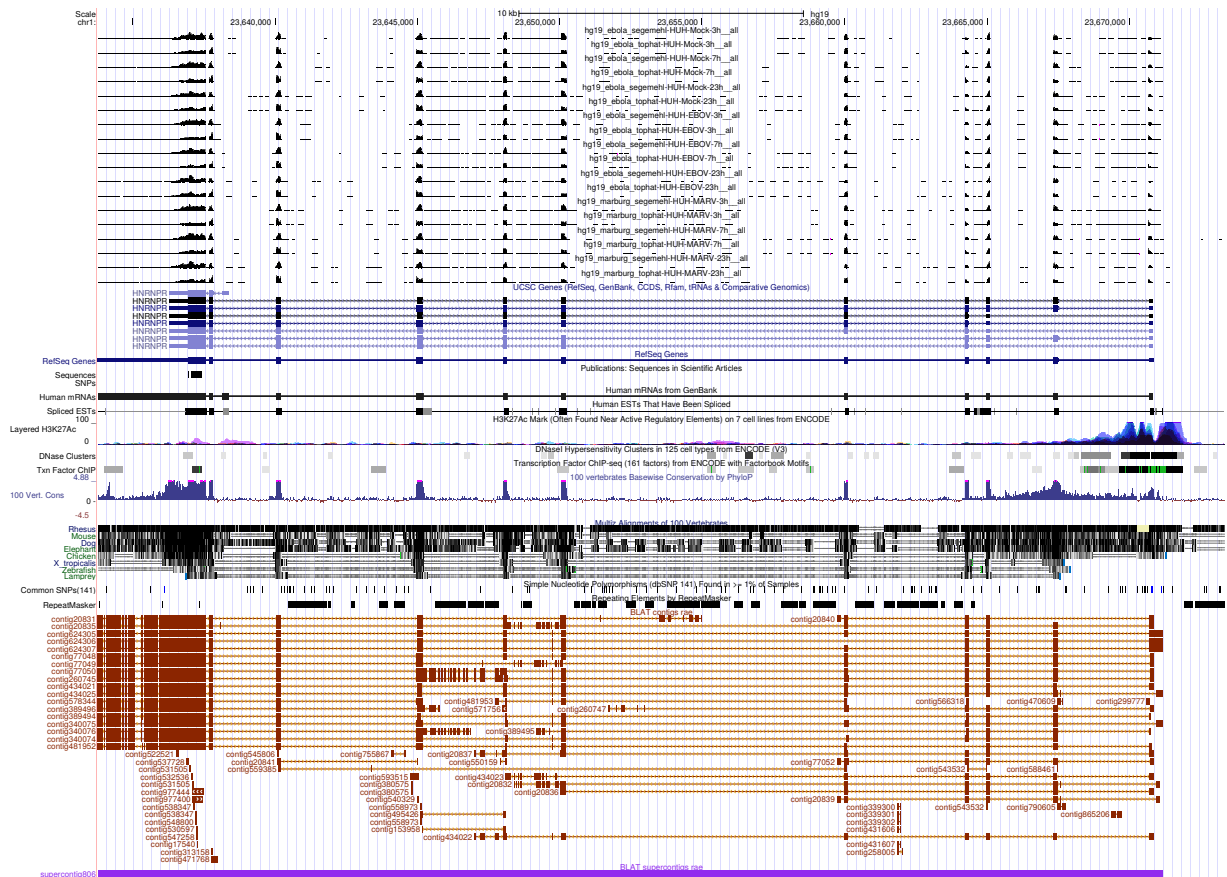 Scale 10 kb hg19
chr1: 23,640,000 23,645,000 23,650,000 23,655,000 23,660,000 23,665,000 23,670,000
hg19_ebola_segemehl-HUH-Mock-3h__all
hg19_ebola_tophat-HUH-Mock-3h__all
hg19_ebola_segemehl-HUH-Mock-7h__all
hg19_ebola_tophat-HUH-Mock-7h__all
hg19_ebola_segemehl-HUH-Mock-23h__all
hg19_ebola_tophat-HUH-Mock-23h__all
hg19_ebola_segemehl-HUH-EBOV-3h__all
hg19_ebola_tophat-HUH-EBOV-3h__all
hg19_ebola_segemehl-HUH-EBOV-7h__all
hg19_ebola_tophat-HUH-EBOV-7h__all
hg19_ebola_segemehl-HUH-EBOV-23h__all
hg19_ebola_tophat-HUH-EBOV-23h__all
hg19_marburg_segemehl-HUH-MARV-3h__all
hg19_marburg_tophat-HUH-MARV-3h__all
hg19_marburg_segemehl-HUH-MARV-7h__all
hg19_marburg_tophat-HUH-MARV-7h__all
hg19_marburg_segemehl-HUH-MARV-23h__all
hg19_marburg_tophat-HUH-MARV-23h__all
UCSC Genes (RefSeq, GenBank, CCDS, Rfam, tRNAs & Comparative Genomics)
HNRNPR
HNRNPR
HNRNPR
HNRNPR
HNRNPR
HNRNPR
HNRNPR
HNRNPR
RefSeq Genes
RefSeq Genes
Publications: Sequences in Scientific Articles
Sequences
SNPs
Human mRNAs from GenBank
Human mRNAs
Human ESTs That Have Been Spliced
Spliced ESTs
H3K27Ac Mark (Often Found Near Active Regulatory Elements) on 7 cell lines from ENCODE
100
Layered H3K27Ac
0
DNaseI Hypersensitivity Clusters in 125 cell types from ENCODE (V3)
DNase Clusters
Transcription Factor ChIP-seq (161 factors) from ENCODE with Factorbook Motifs
Txn Factor ChIP
100 vertebrates Basewise Conservation by PhyloP
4.88
100 Vert. Cons
0
-4.5
Multiz Alignments of 100 Vertebrates
Rhesus
Mouse
Dog
Elephant
Chicken
X_tropicalis
Zebrafish
Lamprey
Simple Nucleotide Polymorphisms (dbSNP 141) Found in >= 1% of Samples
Common SNPs(141)
Repeating Elements by RepeatMasker
RepeatMasker
BLAT contigs rae
contig20831 contig20840
contig20835
contig624305
contig624306
contig624307
contig77048
contig77049
contig77050
contig260745
contig434021
contig434025
contig578344 contig481953 contig566318 contig470609 contig299777
contig389496 contig571756 contig260747
contig389494
contig340075
contig340076 contig389495
contig340074
contig481952
contig522521 contig545806 contig755867 contig20837
contig537728 contig20841 contig550159 contig77052
contig531505 contig559385 contig543532 contig588461
contig532536 contig593515 contig434023
contig531505 contig380575 contig20832
contig977444 contig380575 contig20836
contig977400 contig540329 contig20839
contig538347 contig558973 contig339300 contig543532 contig790605
contig538347 contig495426 contig339301 contig865206
contig548800 contig558973 contig339302
contig530597 contig153958 contig431606
contig547258 contig434022
contig17540 contig431607
contig313158 contig258005
contig471768
BLAT supercontigs rae
supercontig806